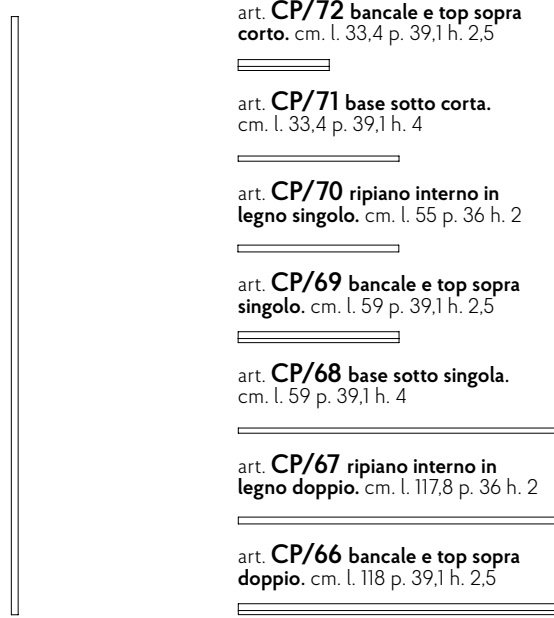 art. CP/72 bancale e top sopra
corto. cm. l. 33,4 p. 39,1 h. 2,5
art. CP/71 base sotto corta.
cm. l. 33,4 p. 39,1 h. 4
art. CP/70 ripiano interno in
legno singolo. cm. l. 55 p. 36 h. 2
art. CP/69 bancale e top sopra
singolo. cm. l. 59 p. 39,1 h. 2,5
art. CP/68 base sotto singola.
cm. l. 59 p. 39,1 h. 4
art. CP/67 ripiano interno in
legno doppio. cm. l. 117,8 p. 36 h. 2
art. CP/66 bancale e top sopra
doppio. cm. l. 118 p. 39,1 h. 2,5